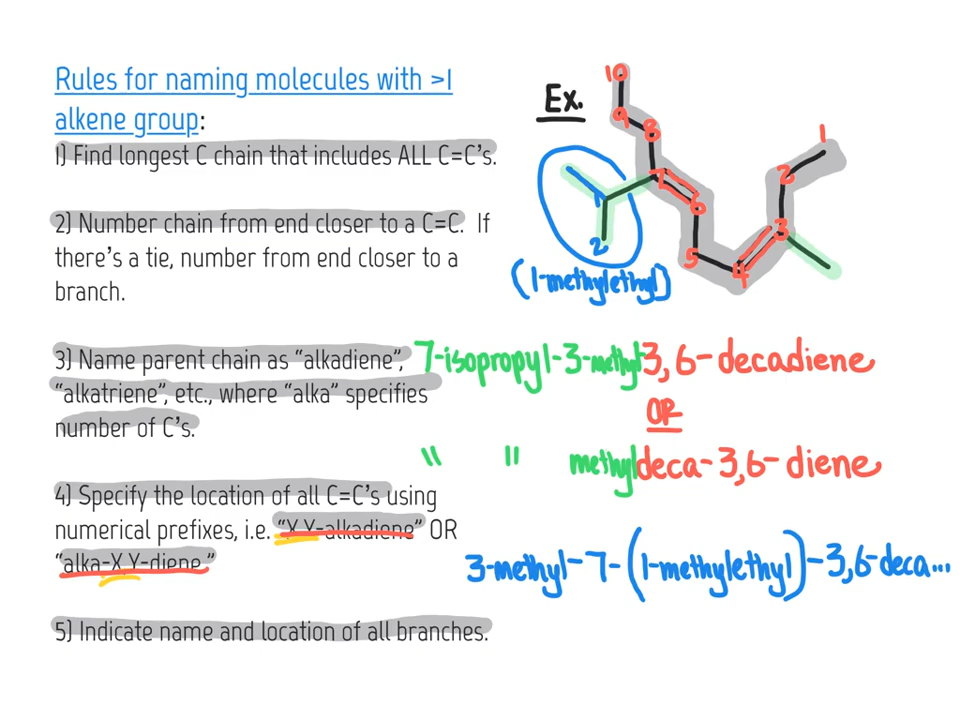 Rules for naming molecules with >1
alkene group:
1) Find longest C chain that includes ALL C=C's.
2) Number chain from end closer to a C=C. If
there's a tie, number from end closer to a
branch.
3) Name parent chain as "alkadiene",
"alkatriene", etc., where "alka" specifies
number of C's.
4) Specify the location of all C=C's using
numerical prefixes, i.e. "X,Y-alkadiene" OR
"alka-X,Y-diene."
5) Indicate name and location of all branches.
Ex.
10
9
8
7
6
5
4
3
2
1
1
2
(1-methylethyl)
7-isopropyl-3-methyl-3,6-decadiene
OR
" " methyldeca-3,6-diene
3-methyl-7-(1-methylethyl)-3,6-deca...